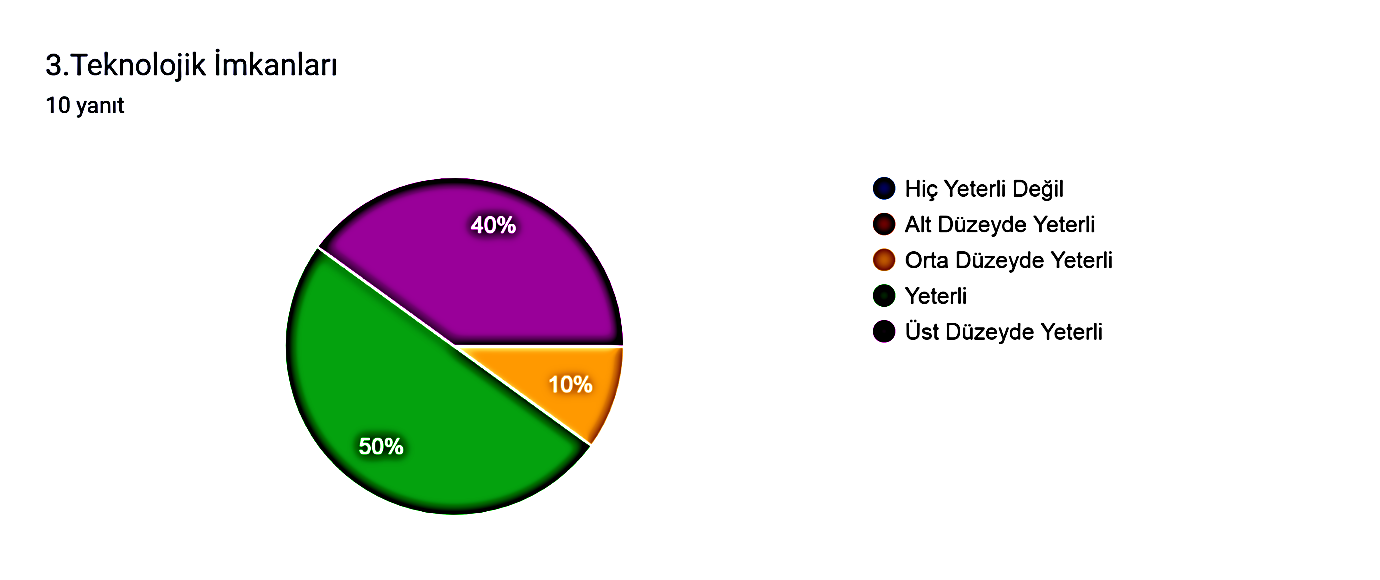 3.Teknolojik İmkanları
10 yanıt
40%
10%
50%
Hiç Yeterli Değil
Alt Düzeyde Yeterli
Orta Düzeyde Yeterli
Yeterli
Üst Düzeyde Yeterli